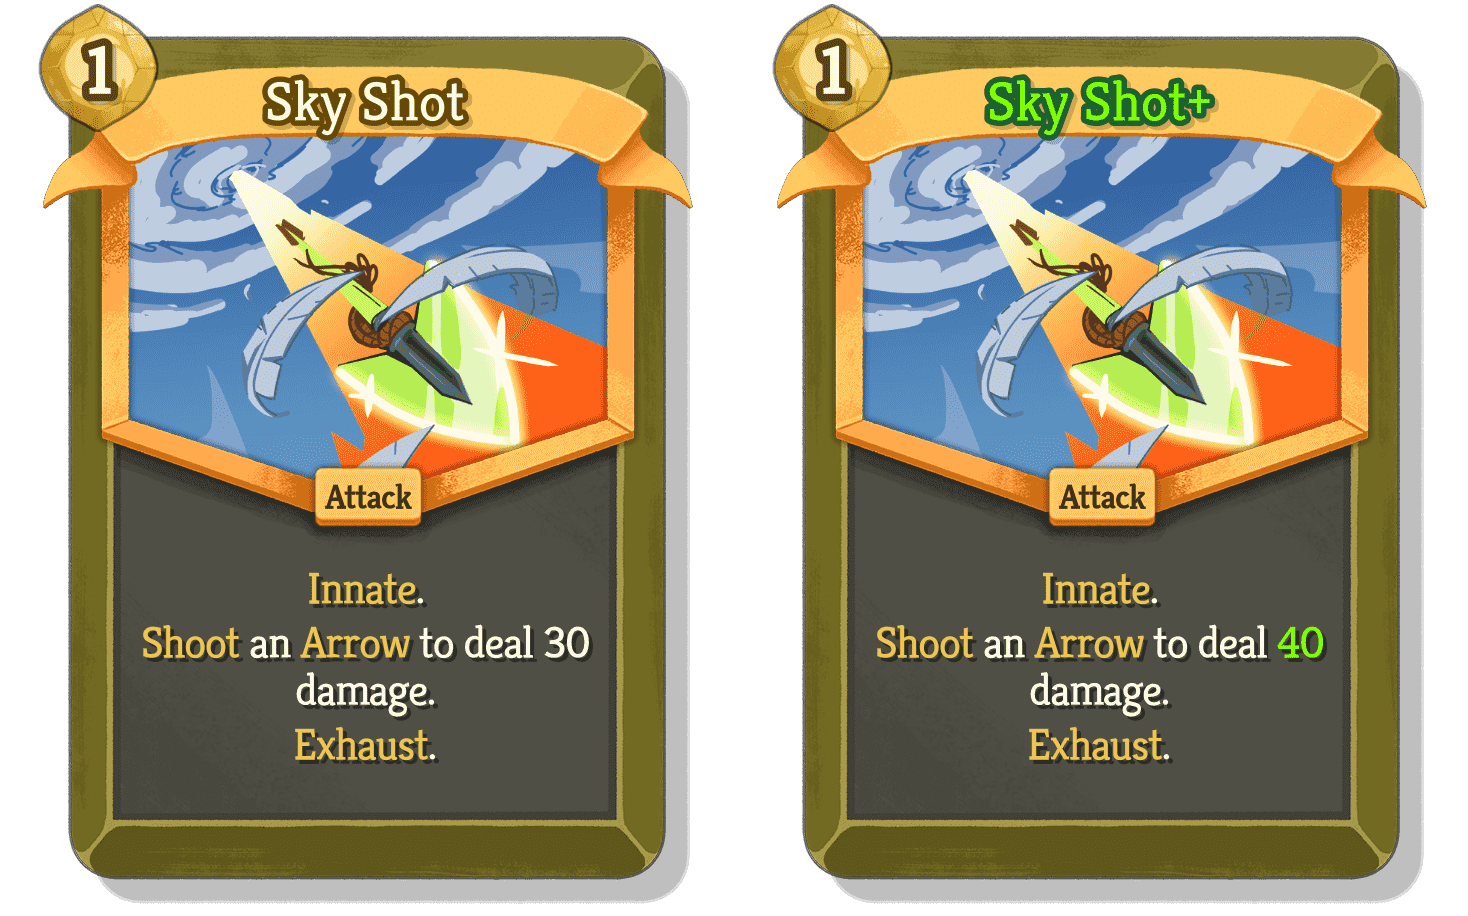 1
Sky Shot
Attack
Innate.
Shoot an Arrow to deal 30
damage.
Exhaust.
1
Sky Shot+
Attack
Innate.
Shoot an Arrow to deal 40
damage.
Exhaust.